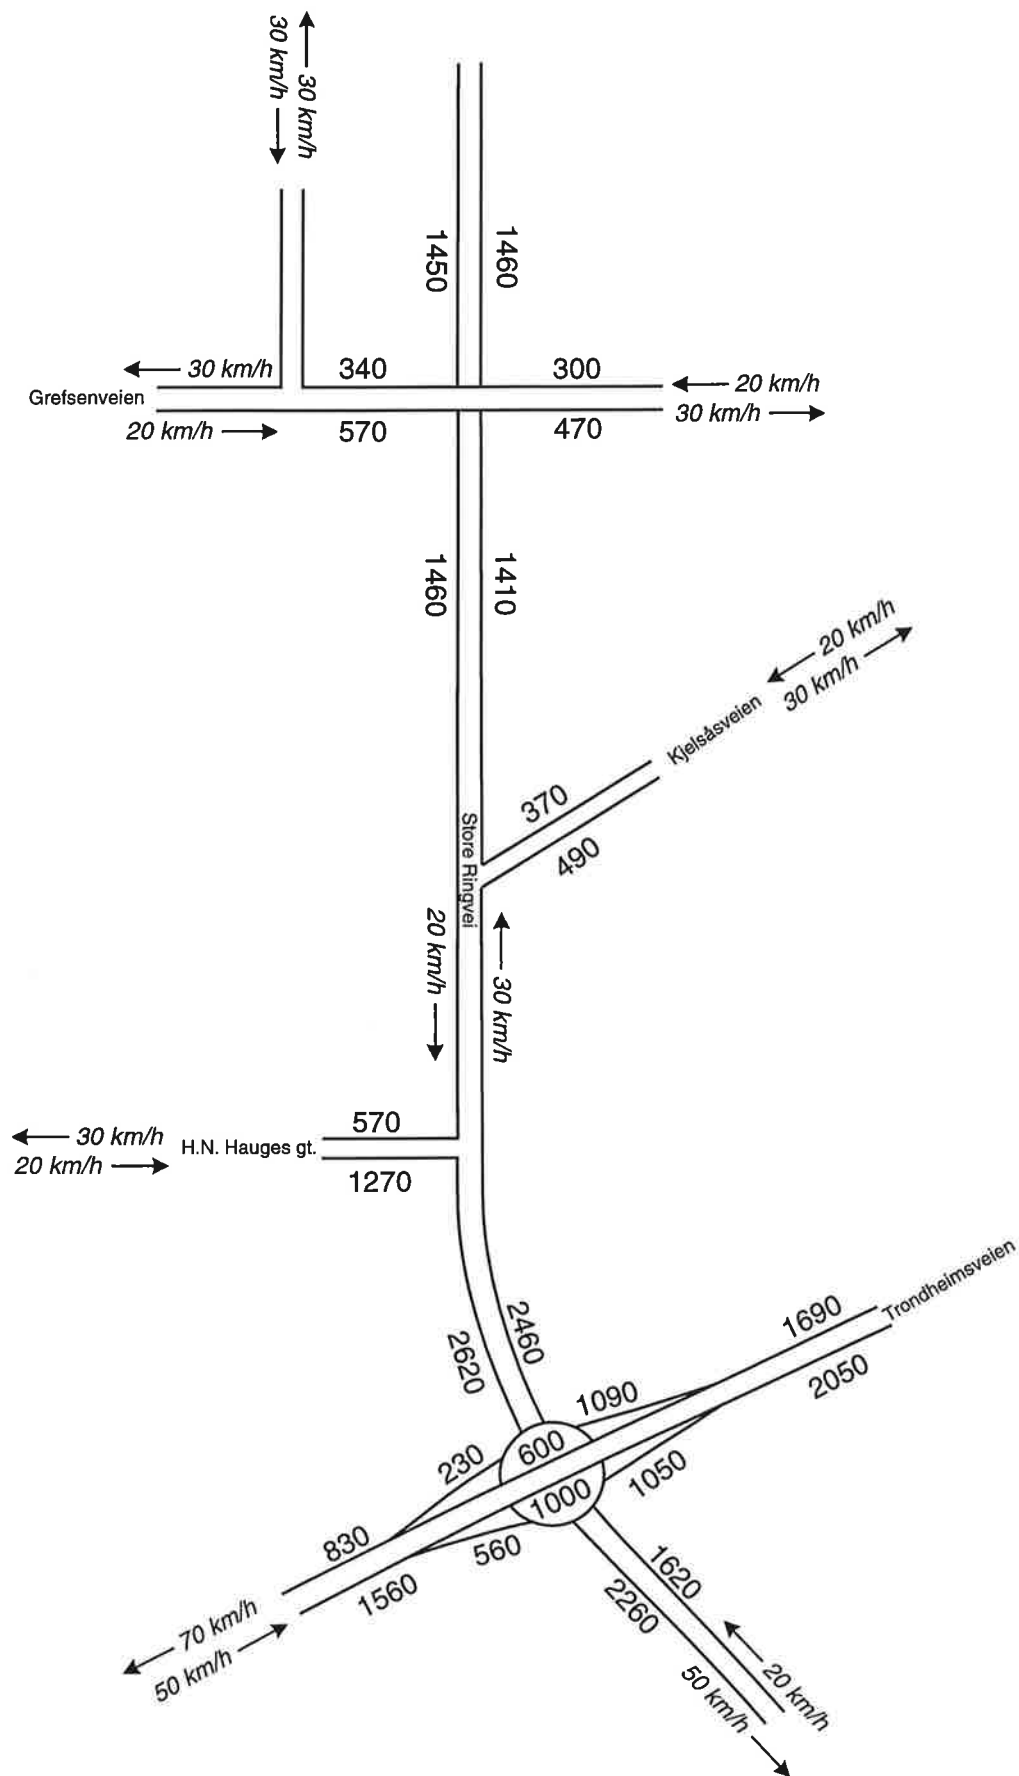 30 km/h
30 km/h
1450
1460
30 km/h
340
300
20 km/h
Grefsenveien
20 km/h
570
470
30 km/h
1460
1410
20 km/h
30 km/h
Kjelsåsveien
370
490
Store Ringvei
20 km/h
30 km/h
570
30 km/h
H.N. Hauges gt.
20 km/h
1270
Trondheimsveien
2460
2620
1690
2050
1090
230
600
1050
1000
830
560
1560
1620
2260
70 km/h
50 km/h
20 km/h
50 km/h